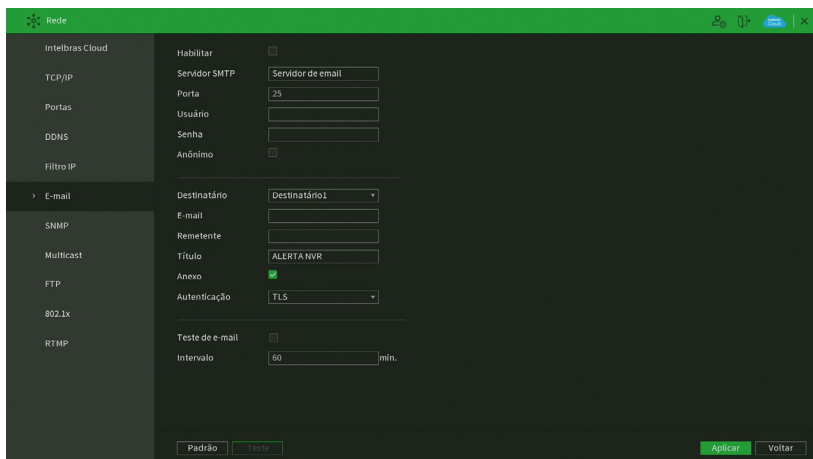 Rede
Intelbras Cloud
TCP/IP
Portas
DDNS
Filtro IP
E-mail
SNMP
Multicast
FTP
802.1x
RTMP
Habilitar
Servidor SMTP Servidor de email
Porta 25
Usuário
Senha
Anônimo
Destinatário Destinatário1
E-mail
Remetente
Título ALERTA NVR
Anexo
Autenticação TLS
Teste de e-mail
Intervalo 60 min.
Padrão Teste Aplicar Voltar